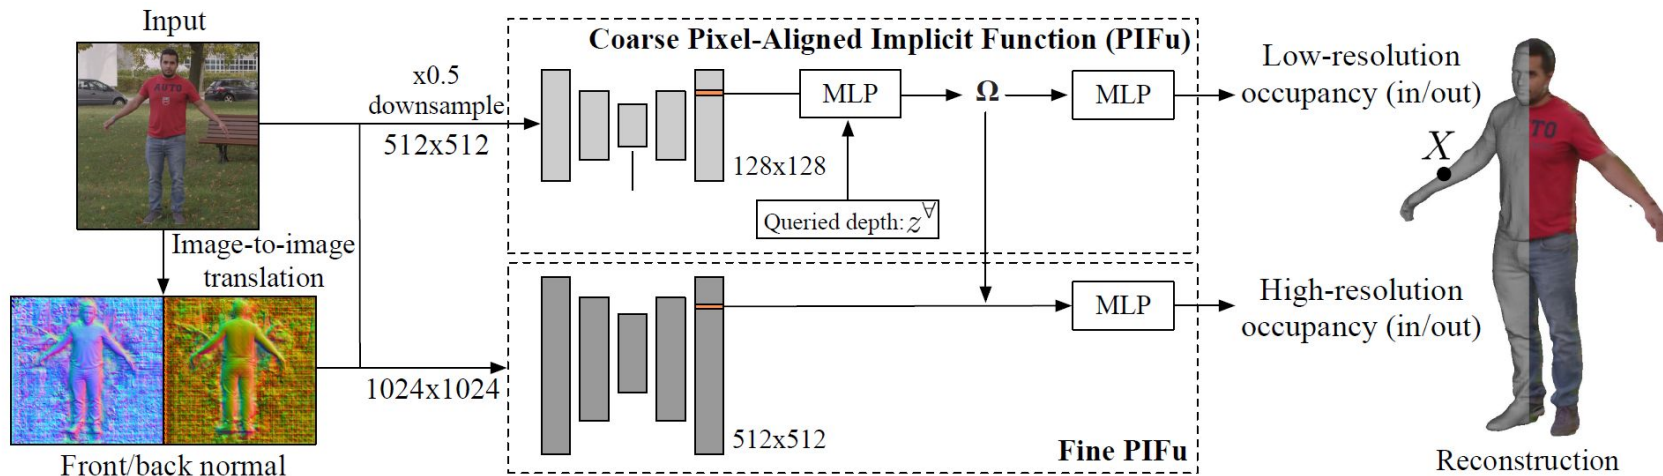 Input
AUTO
Image-to-image
translation
Front/back normal
x0.5
downsample
512x512
1024x1024
Coarse Pixel-Aligned Implicit Function (PIFu)
MLP
Ω
MLP
128x128
Queried depth: z∀
MLP
512x512
Fine PIFu
Low-resolution
occupancy (in/out)
High-resolution
occupancy (in/out)
X
TO
Reconstruction